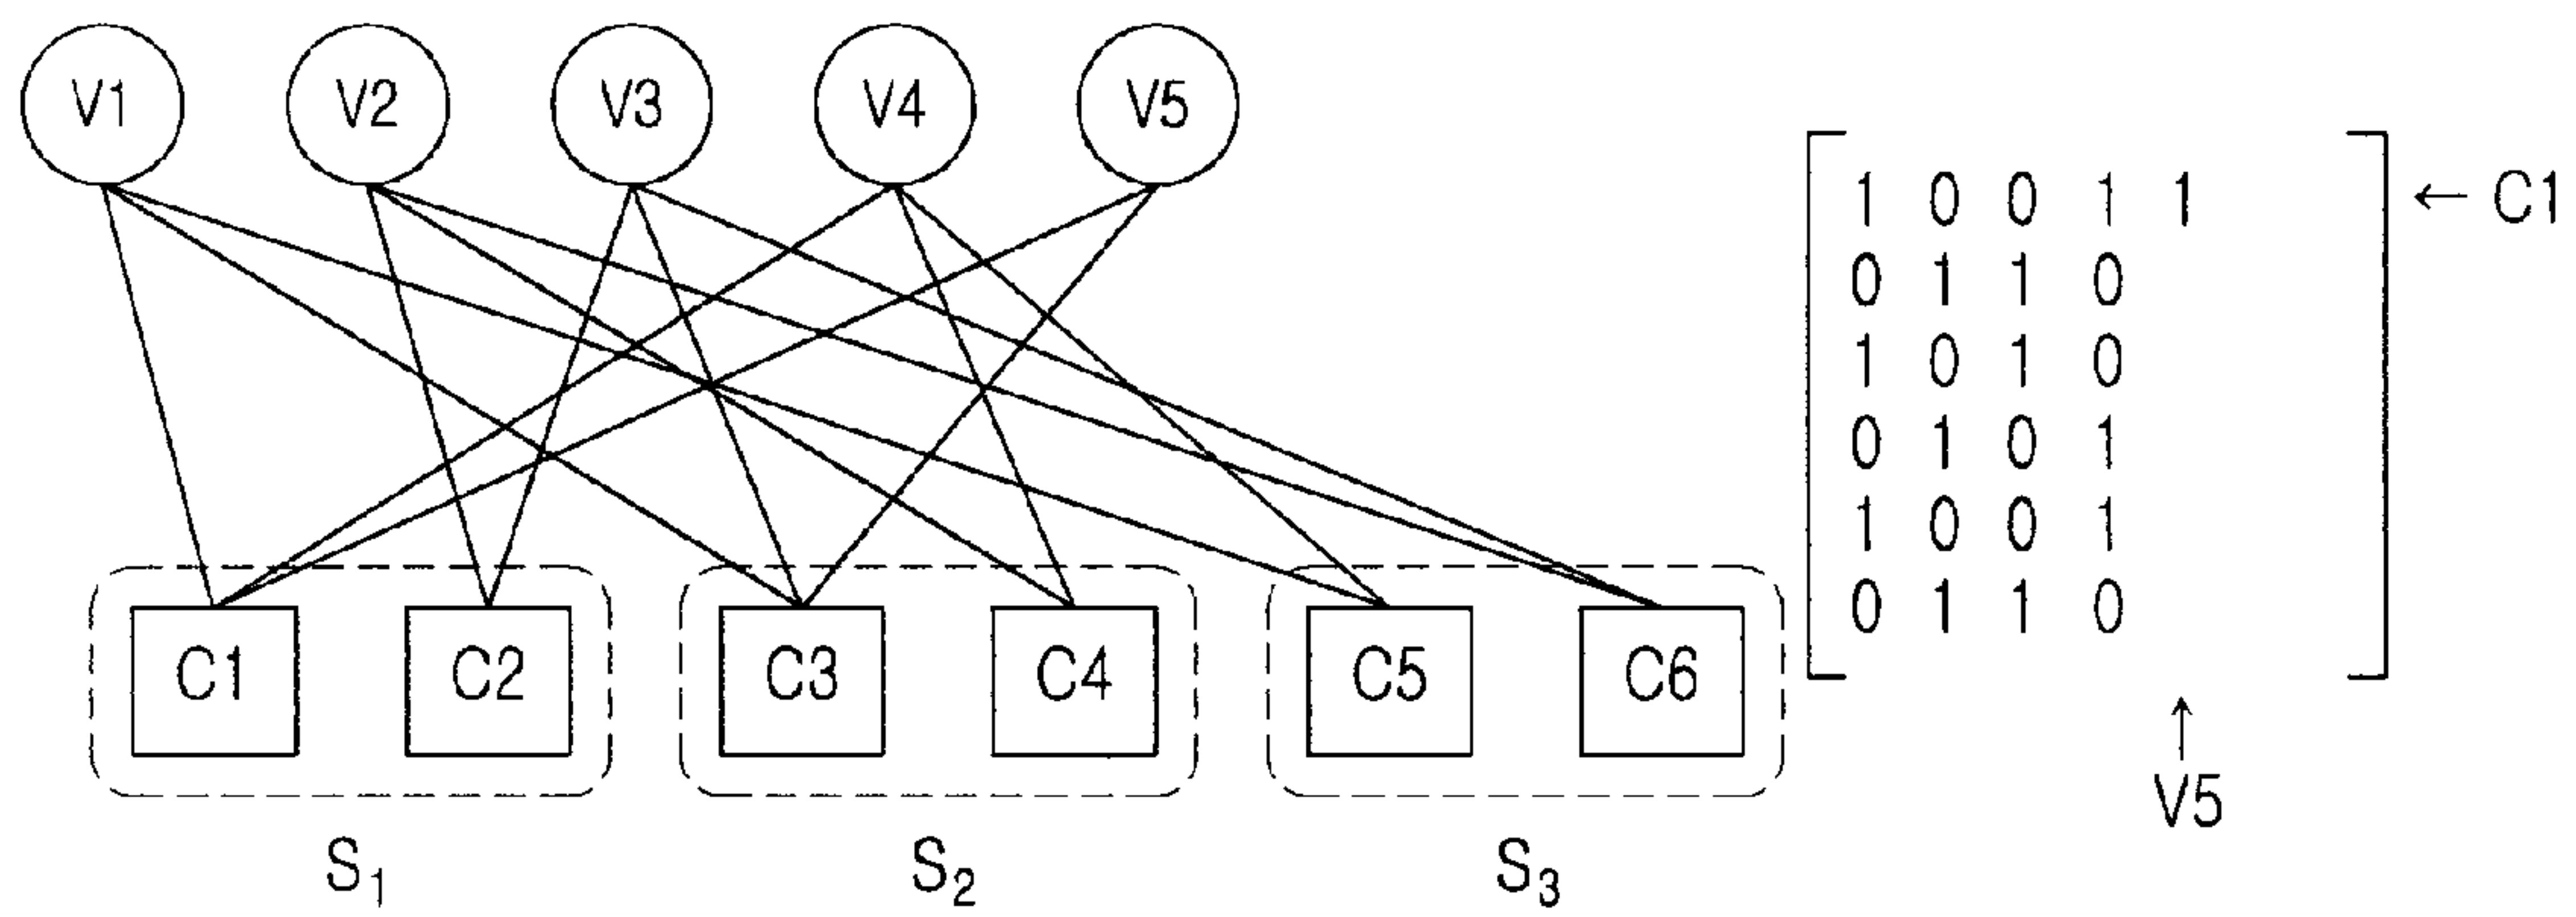 V1 V2 V3 V4 V5
1 0 0 1 1 ← C1
0 1 1 0
1 0 1 0
0 1 0 1
1 0 0 1
0 1 1 0
C1 C2 C3 C4 C5 C6
↑
V5
S₁ S₂ S₃